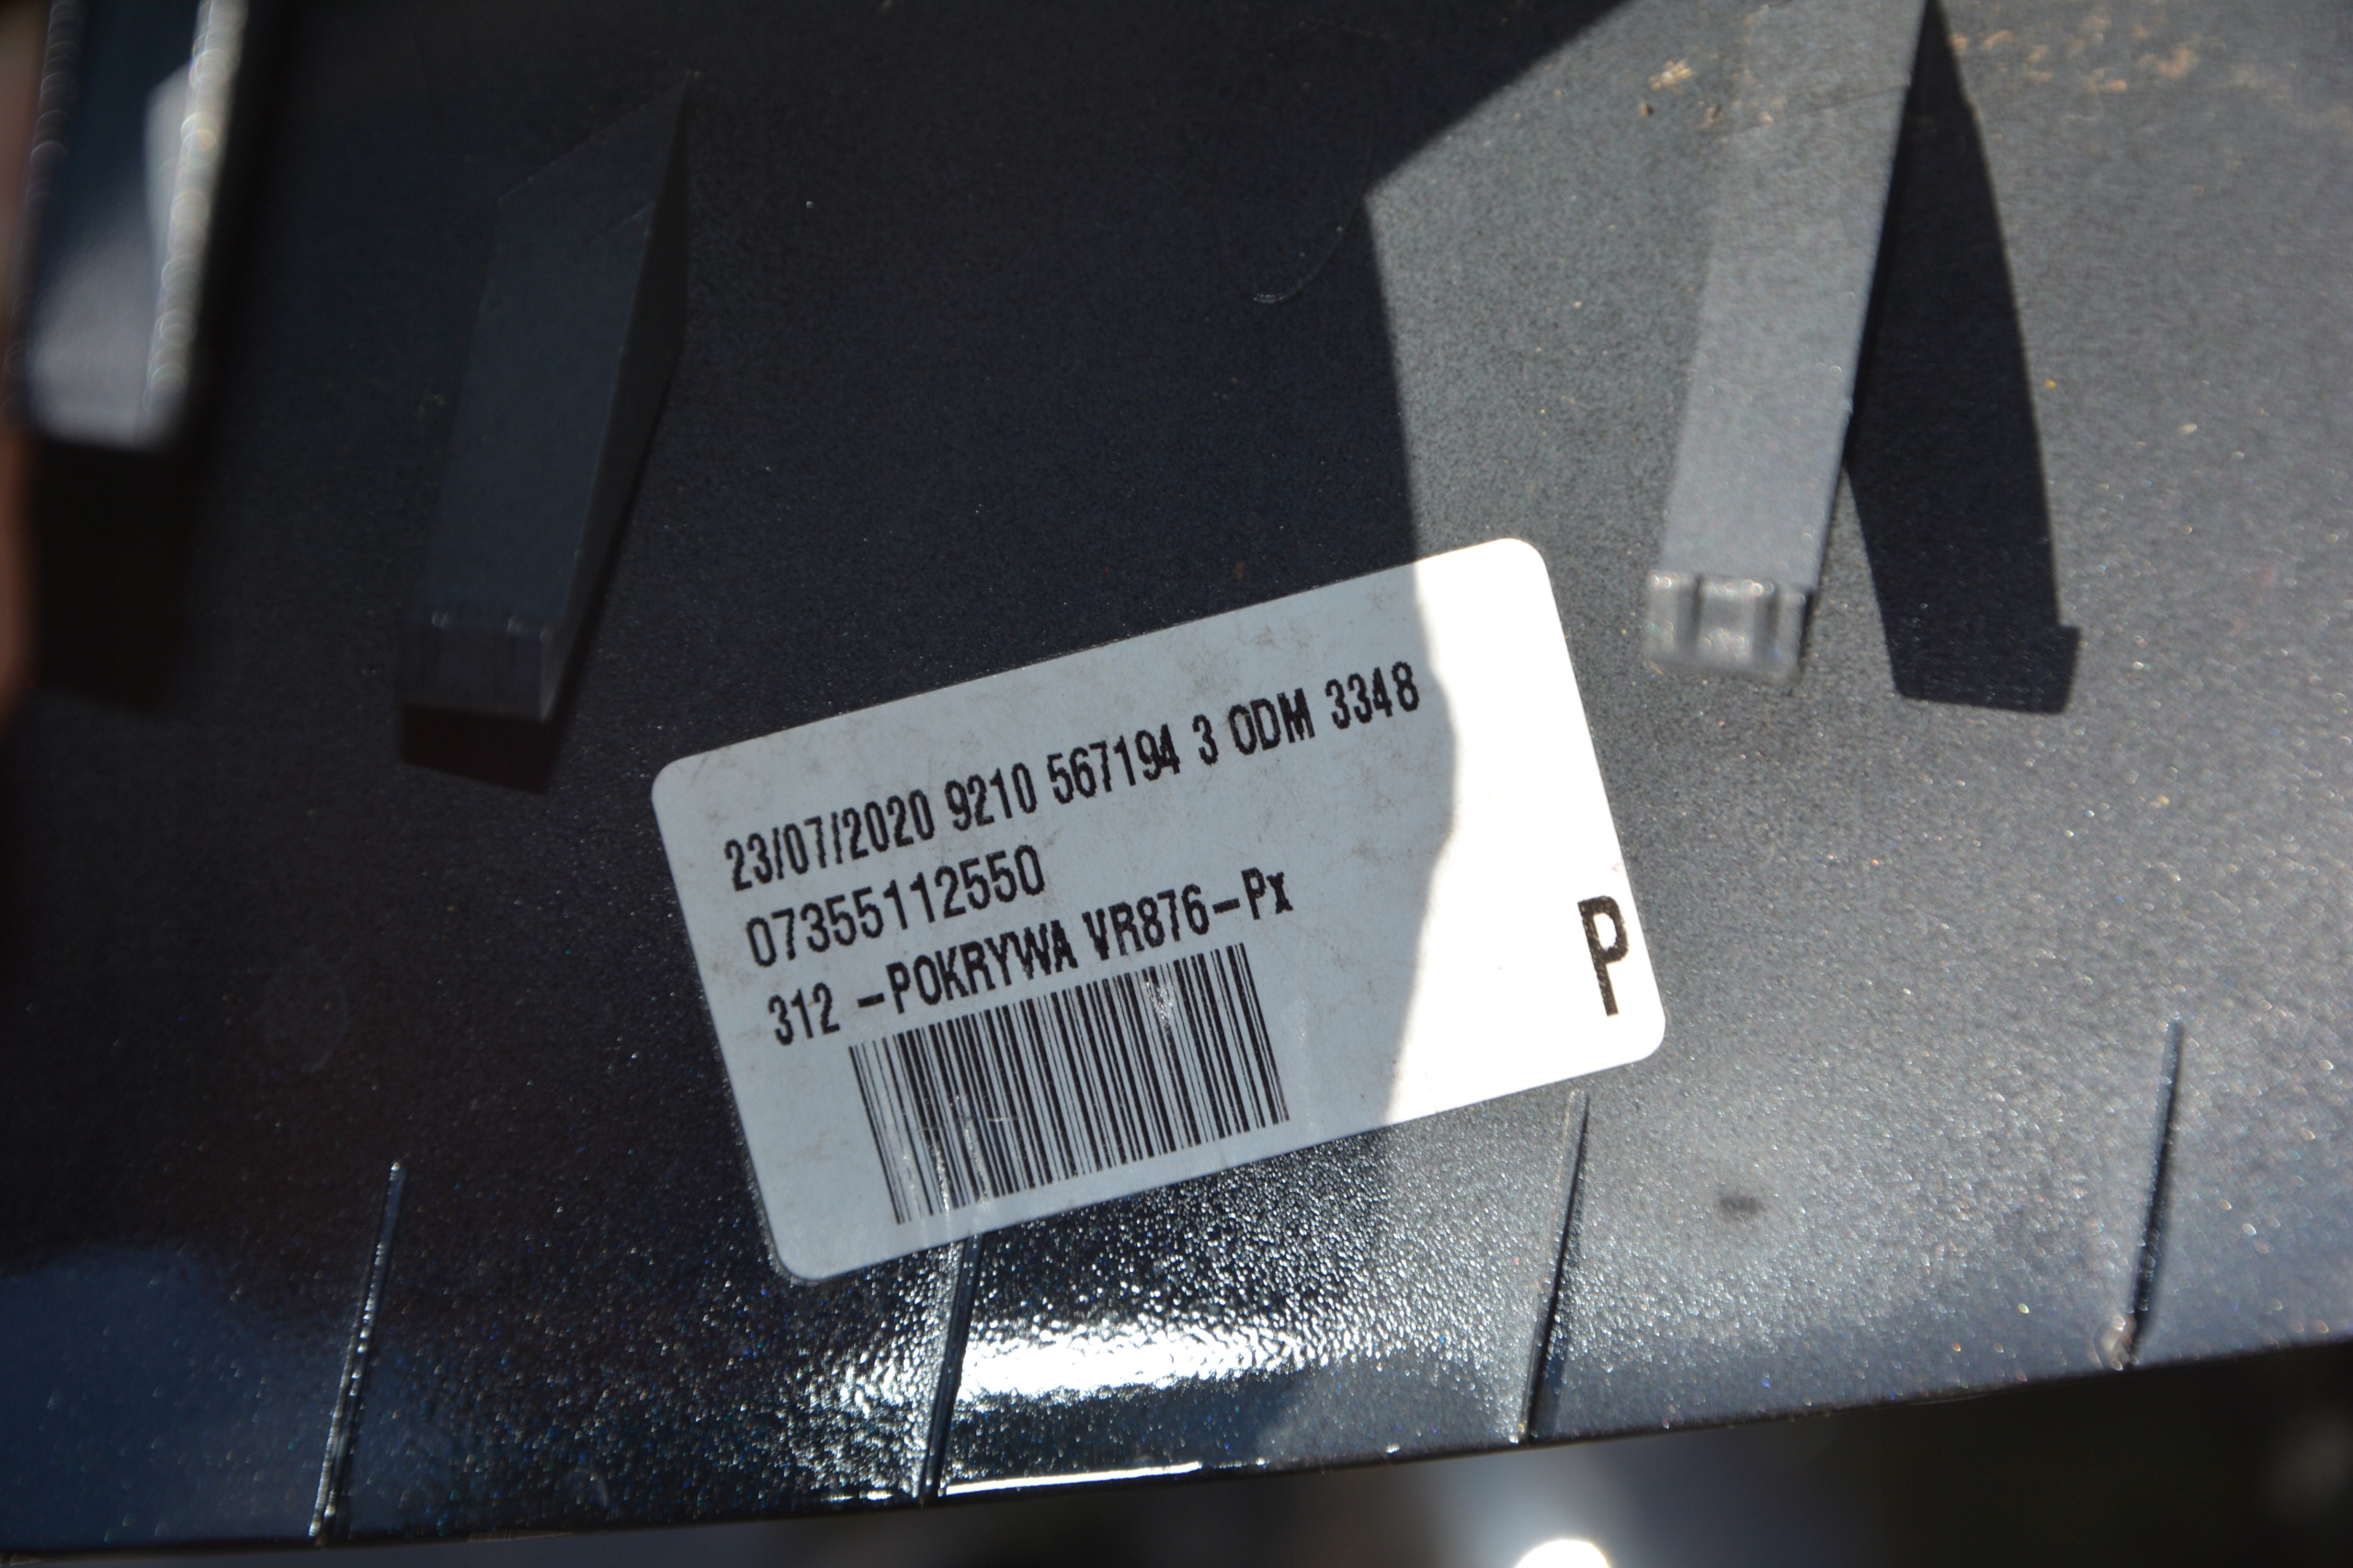 23/07/2020 9210 567194 3 ODM 3348
07355112550
312 -POKRYWA VR876-Px
P